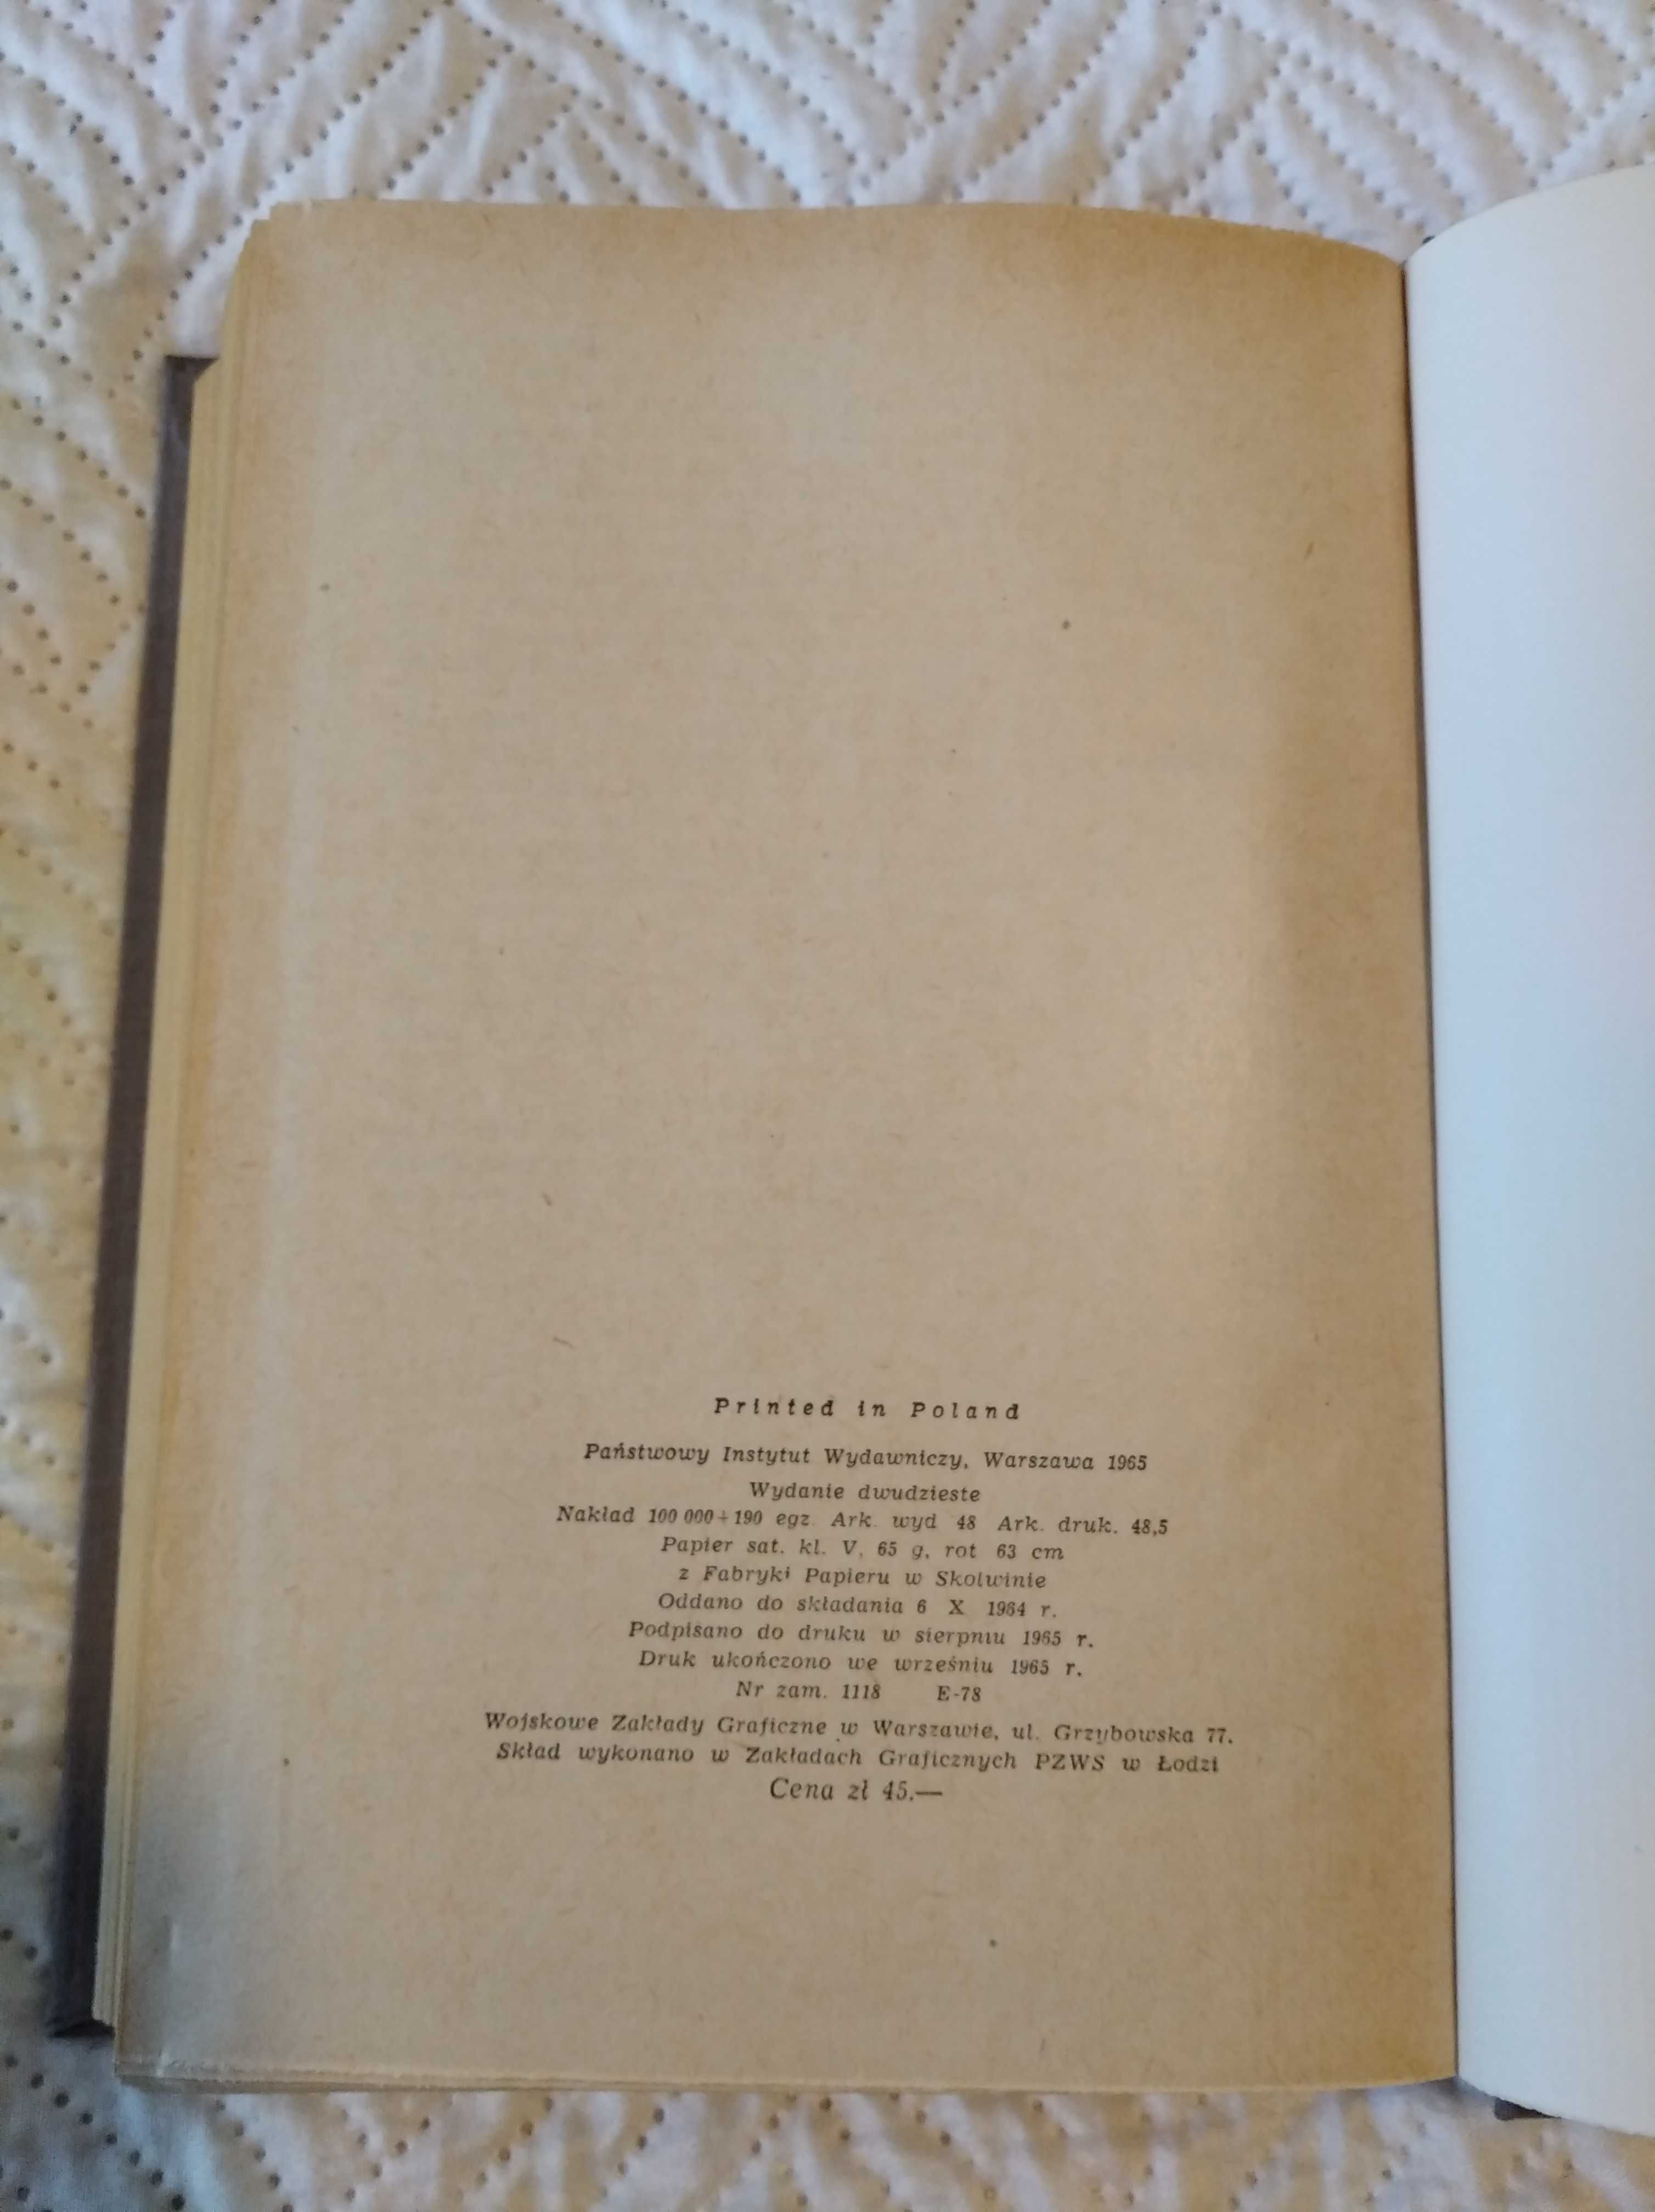 Printed in Poland
Państwowy Instytut Wydawniczy, Warszawa 1965
Wydanie dwudzieste
Nakład 100 000+190 egz. Ark. wyd 48 Ark. druk. 48,5
Papier sat. kl. V, 65 g, rot 63 cm
z Fabryki Papieru w Skolwinie
Oddano do składania 6 X 1964 r.
Podpisano do druku w sierpniu 1965 r.
Druk ukończono we wrześniu 1965 r.
Nr zam. 1118 E-78
Wojskowe Zakłady Graficzne w Warszawie, ul. Grzybowska 77.
Skład wykonano w Zakładach Graficznych PZWS w Łodzi
Cena zł 45.—